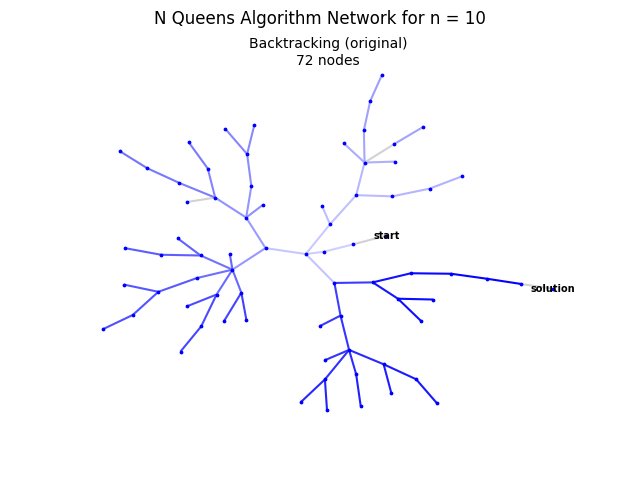 N Queens Algorithm Network for n = 10
Backtracking (original)
72 nodes
start
solution